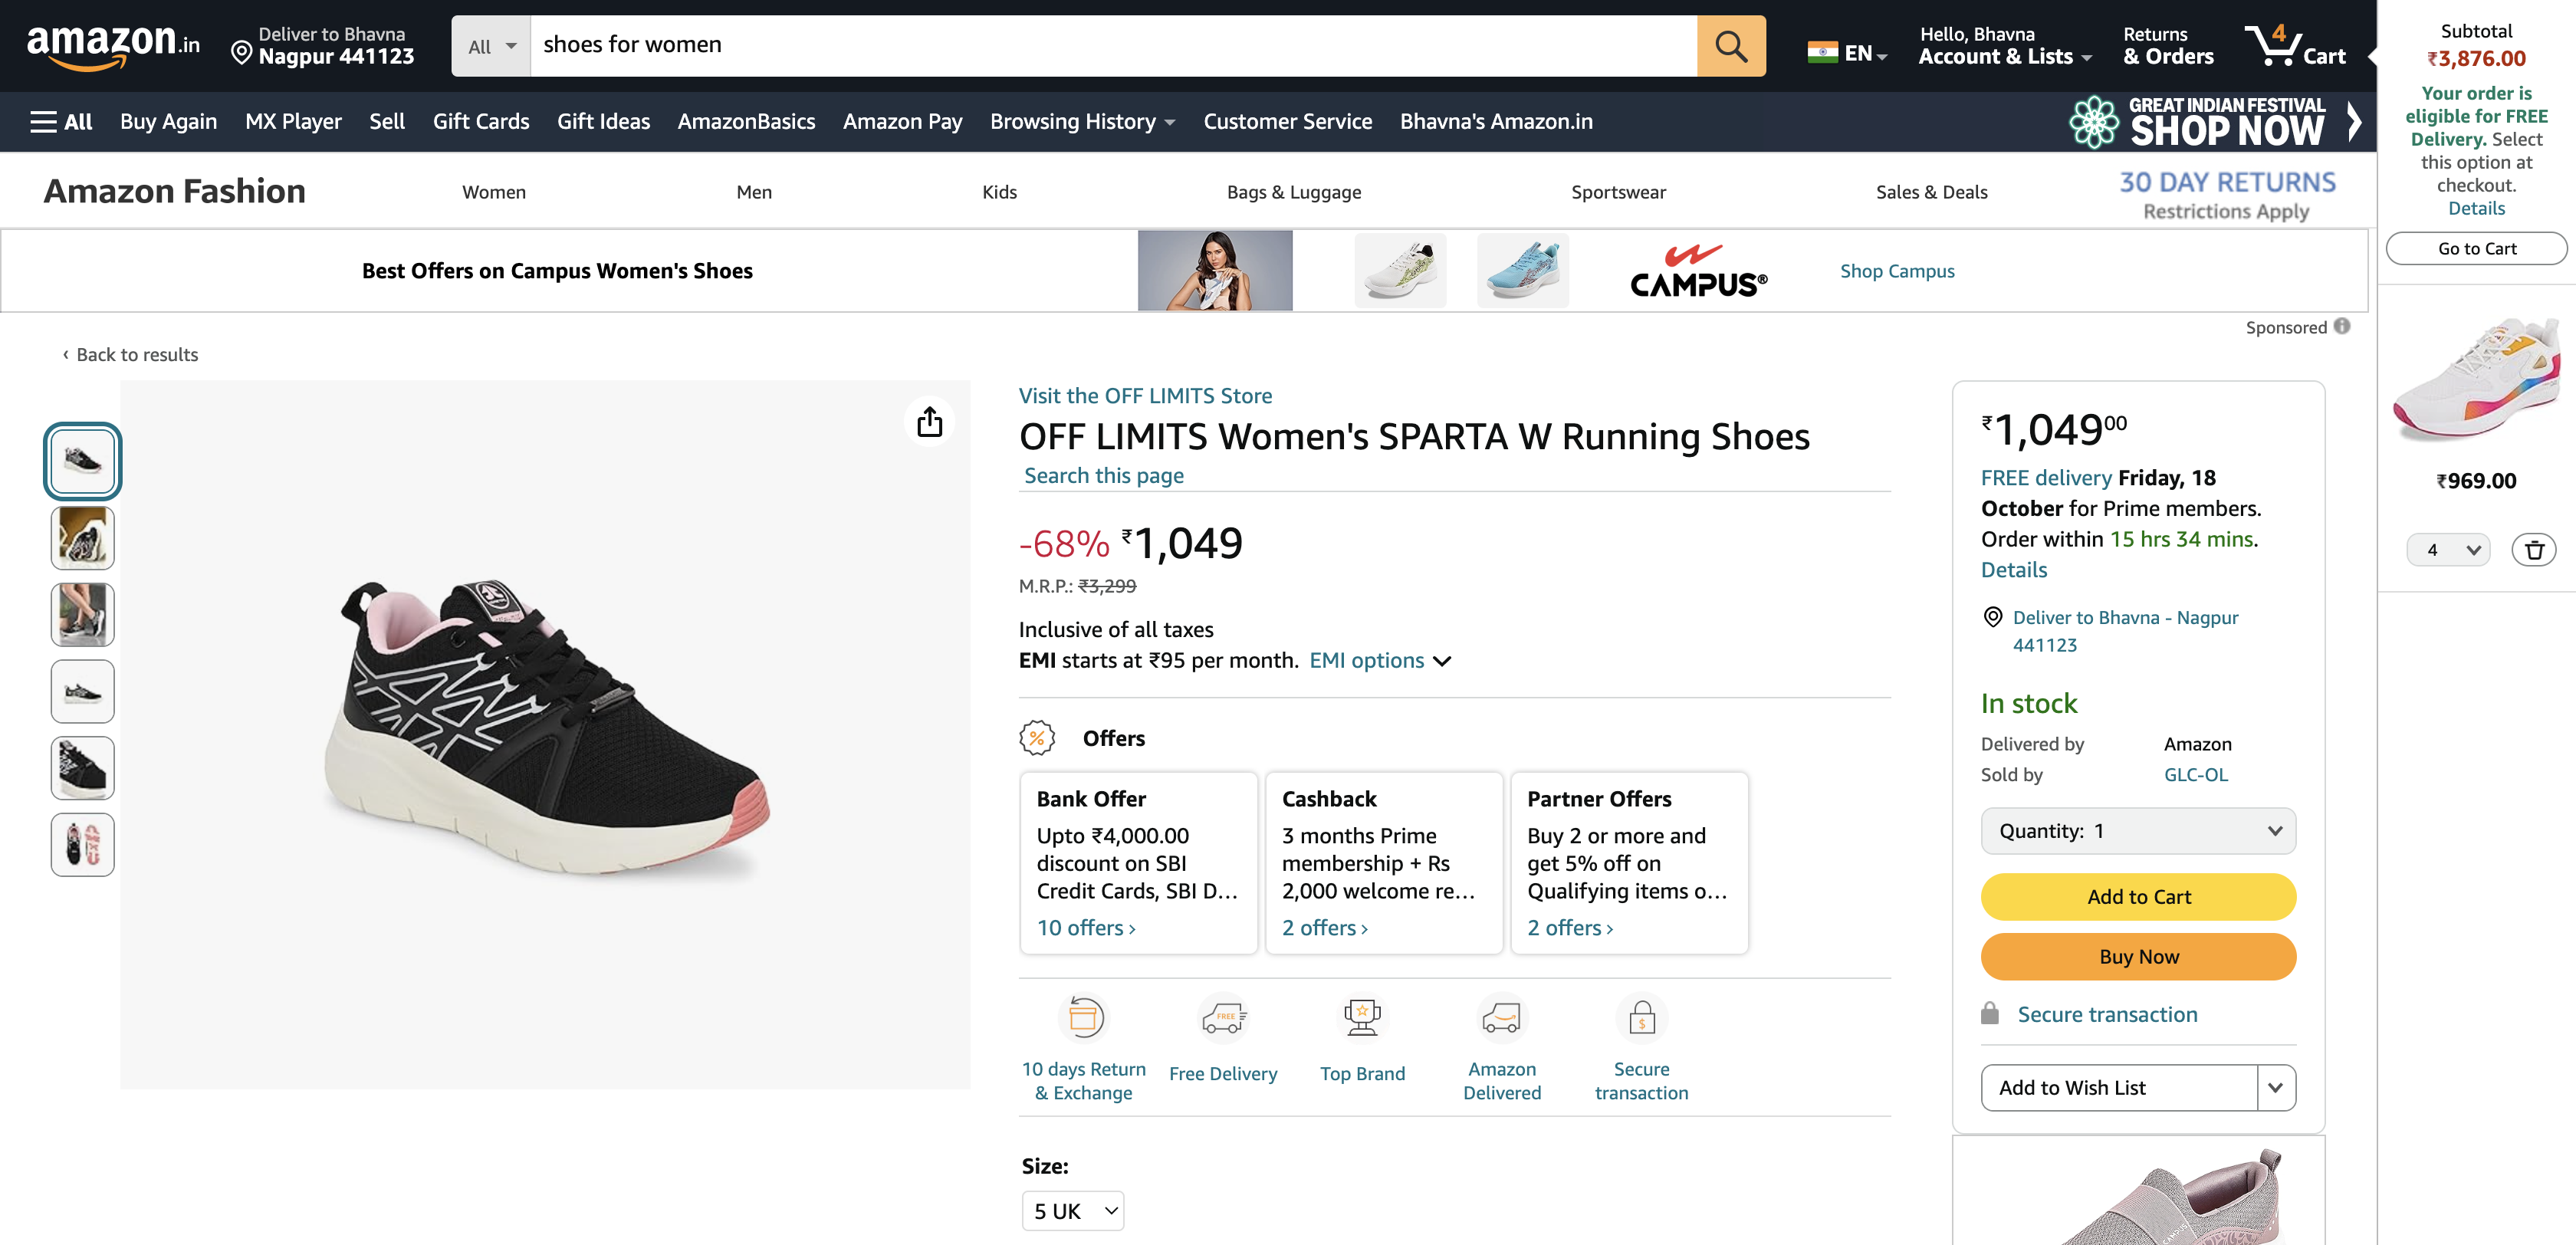 amazon.in
Deliver to Bhavna
Nagpur 441123
All
shoes for women
EN
Hello, Bhavna
Account & Lists
Returns
& Orders
4
Cart
All
Buy Again
MX Player
Sell
Gift Cards
Gift Ideas
AmazonBasics
Amazon Pay
Browsing History
Customer Service
Bhavna's Amazon.in
GREAT INDIAN FESTIVAL
SHOP NOW
Amazon Fashion
Women
Men
Kids
Bags & Luggage
Sportswear
Sales & Deals
30 DAY RETURNS
Restrictions Apply
Best Offers on Campus Women's Shoes
CAMPUS®
Shop Campus
Sponsored
‹ Back to results
Visit the OFF LIMITS Store
OFF LIMITS Women's SPARTA W Running Shoes
Search this page
-68% ₹1,049
M.R.P.: ₹3,299
Inclusive of all taxes
EMI starts at ₹95 per month. EMI options
% Offers
Bank Offer
Upto ₹4,000.00
discount on SBI
Credit Cards, SBI D…
10 offers ›
Cashback
3 months Prime
membership + Rs
2,000 welcome re…
2 offers ›
Partner Offers
Buy 2 or more and
get 5% off on
Qualifying items o…
2 offers ›
10 days Return
& Exchange
FREE
Free Delivery
Top Brand
Amazon
Delivered
$
Secure
transaction
Size:
5 UK
₹1,04900
FREE delivery Friday, 18
October for Prime members.
Order within 15 hrs 34 mins.
Details
Deliver to Bhavna - Nagpur
441123
In stock
Delivered by Amazon
Sold by GLC-OL
Quantity: 1
Add to Cart
Buy Now
Secure transaction
Add to Wish List
CAMPUS
Subtotal
₹3,876.00
Your order is
eligible for FREE
Delivery. Select
this option at
checkout.
Details
Go to Cart
₹969.00
4